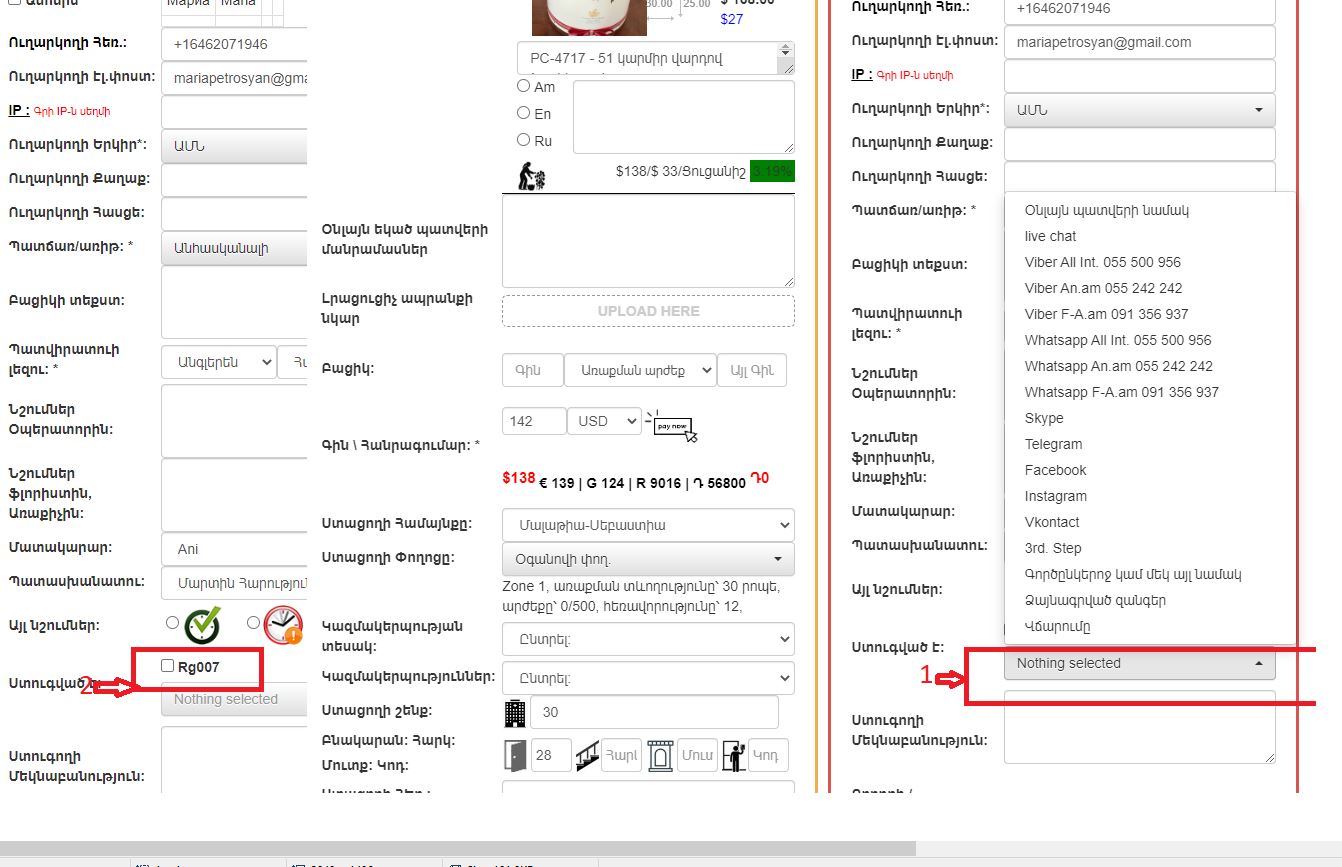 Մարիա
Maria
Ուղարկողի Հեռ.:
+16462071946
Ուղարկողի Էլ.փոստ:
mariapetrosyan@gma
IP : Գրի IP-ն սեղմի
Ուղարկողի Երկիր*:
ԱՄՆ
Ուղարկողի Քաղաք:
Ուղարկողի Հասցե:
Պատճառ/առիթ: *
Անհասկանալի
Բացիկի տեքստ:
Պատվիրատուի
լեզու: *
Անգլերեն
Հա
Նշումներ
Օպերատորին:
Նշումներ
ֆլորիստին,
Առաքիչին:
Մատակարար:
Ani
Պատասխանատու:
Մարտին Հարություն
Այլ նշումներ:
Rg007
Ստուգված
2
Nothing selected
Ստուգողի
Մեկնաբանություն:
30.00
25.00
$27
PC-4717 - 51 կարմիր վարդով
Am
En
Ru
$138/$ 33/Ցուցանիշ 3.19%
Օնլայն եկած պատվերի
մանրամասներ
Լրացուցիչ ապրանքի
նկար
UPLOAD HERE
Բացիկ:
Գին
Առաքման արժեք
Այլ Գին
142
USD
pay now
Գին \ Հանրագումար: *
$138 € 139 | G 124 | R 9016 | Դ 56800 Դ0
Ստացողի Համայնքը:
Մալաթիա-Սեբաստիա
Ստացողի Փողոցը:
Օգանովի փող.
Zone 1, առաքման տևողությունը՝ 30 րոպե,
արժեքը՝ 0/500, հեռավորությունը՝ 12,
Կազմակերպության
տեսակ:
Ընտրել:
Կազմակերպություններ:
Ընտրել:
Ստացողի շենք:
30
Բնակարան: Հարկ:
Մուտք: Կոդ:
28
Հարկ
Մուտ
Կոդ
Ուղարկողի Հեռ.:
+16462071946
Ուղարկողի Էլ.փոստ:
mariapetrosyan@gmail.com
IP : Գրի IP-ն սեղմի
Ուղարկողի Երկիր*:
ԱՄՆ
Ուղարկողի Քաղաք:
Ուղարկողի Հասցե:
Պատճառ/առիթ: *
Բացիկի տեքստ:
Պատվիրատուի
լեզու: *
Նշումներ
Օպերատորին:
Նշումներ
ֆլորիստին,
Առաքիչին:
Մատակարար:
Պատասխանատու:
Այլ նշումներ:
Օնլայն պատվերի նամակ
live chat
Viber All Int. 055 500 956
Viber An.am 055 242 242
Viber F-A.am 091 356 937
Whatsapp All Int. 055 500 956
Whatsapp An.am 055 242 242
Whatsapp F-A.am 091 356 937
Skype
Telegram
Facebook
Instagram
Vkontact
3rd. Step
Գործընկերոջ կամ մեկ այլ նամակ
Ձայնագրված զանգեր
Վճարումը
Ստուգված է:
1
Nothing selected
Ստուգողի
Մեկնաբանություն: